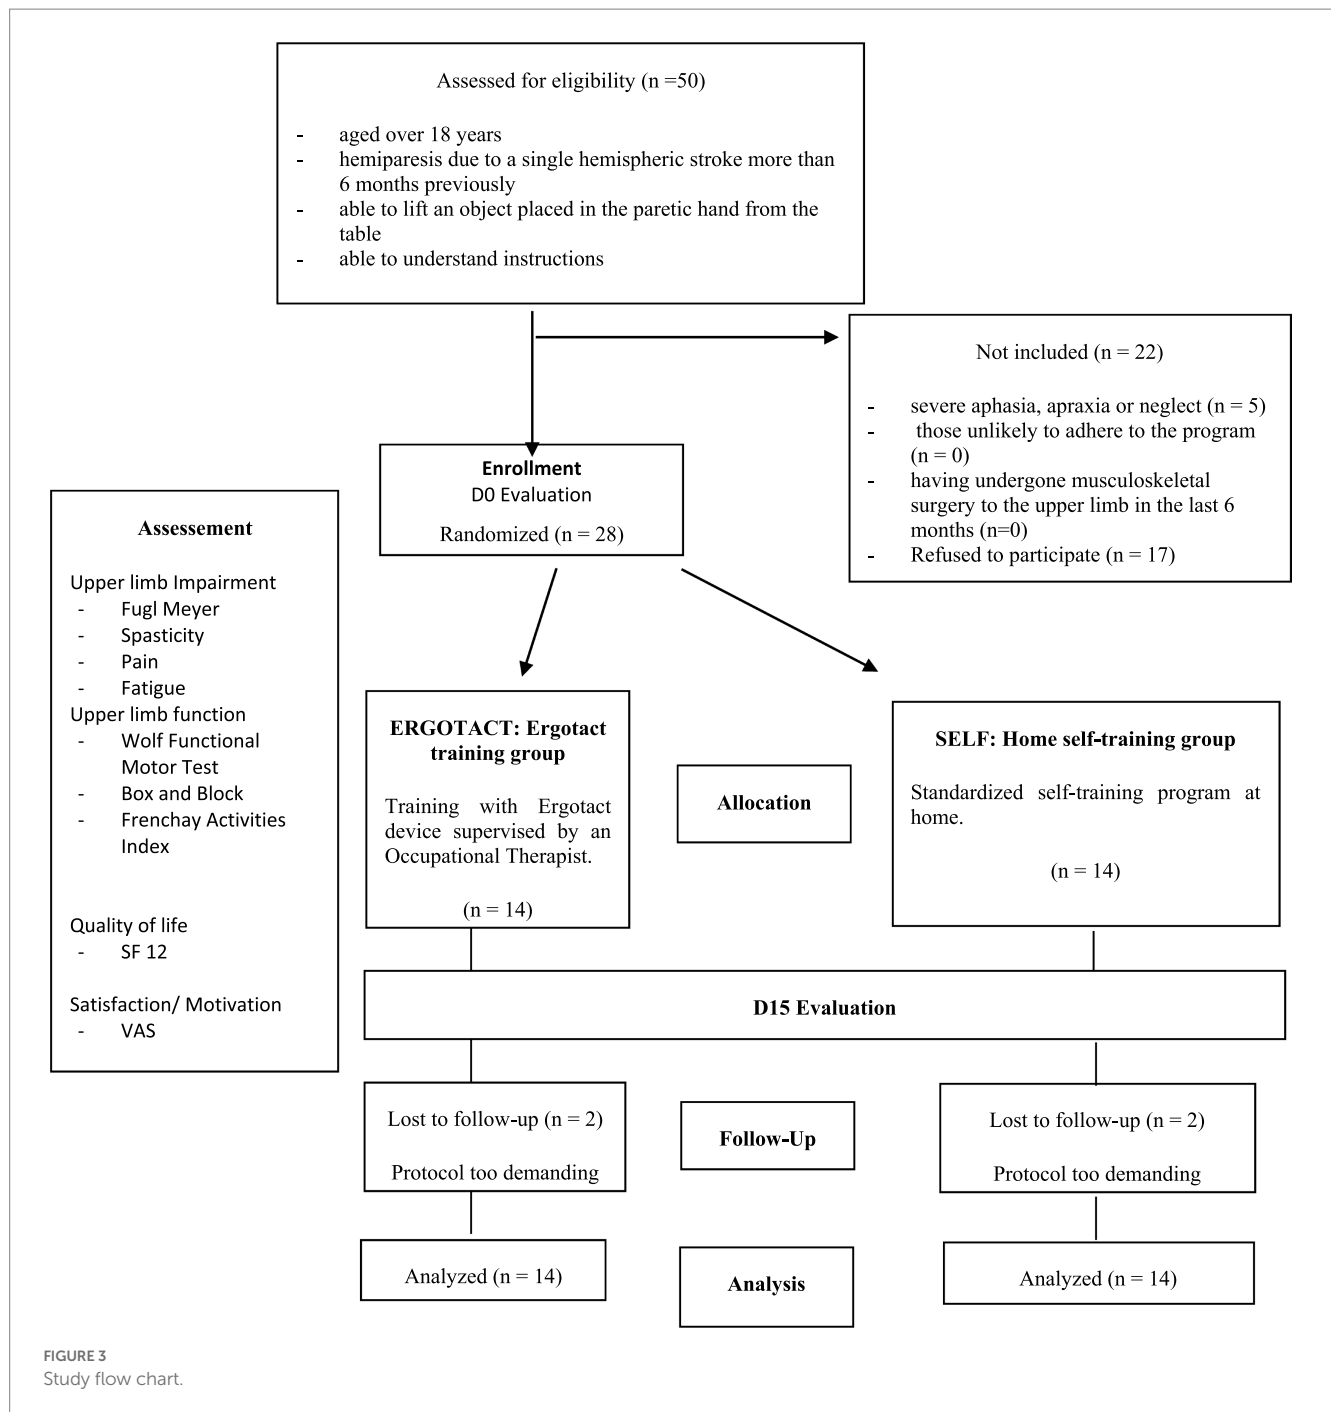 Assessed for eligibility (n =50)
- aged over 18 years
- hemiparesis due to a single hemispheric stroke more than
6 months previously
- able to lift an object placed in the paretic hand from the
table
- able to understand instructions
Not included (n = 22)
- severe aphasia, apraxia or neglect (n = 5)
- those unlikely to adhere to the program
(n = 0)
- having undergone musculoskeletal
surgery to the upper limb in the last 6
months (n=0)
- Refused to participate (n = 17)
Enrollment
D0 Evaluation
Randomized (n = 28)
Assessement
Upper limb Impairment
- Fugl Meyer
- Spasticity
- Pain
- Fatigue
Upper limb function
- Wolf Functional
Motor Test
- Box and Block
- Frenchay Activities
Index
Quality of life
- SF 12
Satisfaction/ Motivation
- VAS
ERGOTACT: Ergotact
training group
Training with Ergotact
device supervised by an
Occupational Therapist.
(n = 14)
Allocation
SELF: Home self-training group
Standardized self-training program at
home.
(n = 14)
D15 Evaluation
Lost to follow-up (n = 2)
Protocol too demanding
Follow-Up
Lost to follow-up (n = 2)
Protocol too demanding
Analyzed (n = 14)
Analysis
Analyzed (n = 14)
FIGURE 3
Study flow chart.